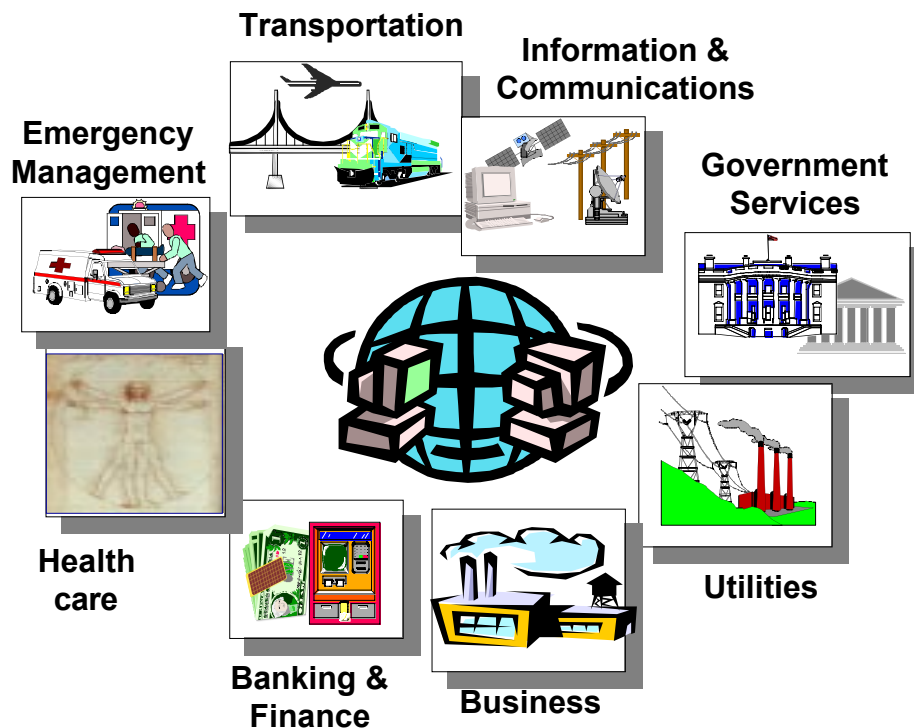 Transportation
Information &
Communications
Emergency
Management
Government
Services
Health
care
Utilities
Banking &
Finance
Business